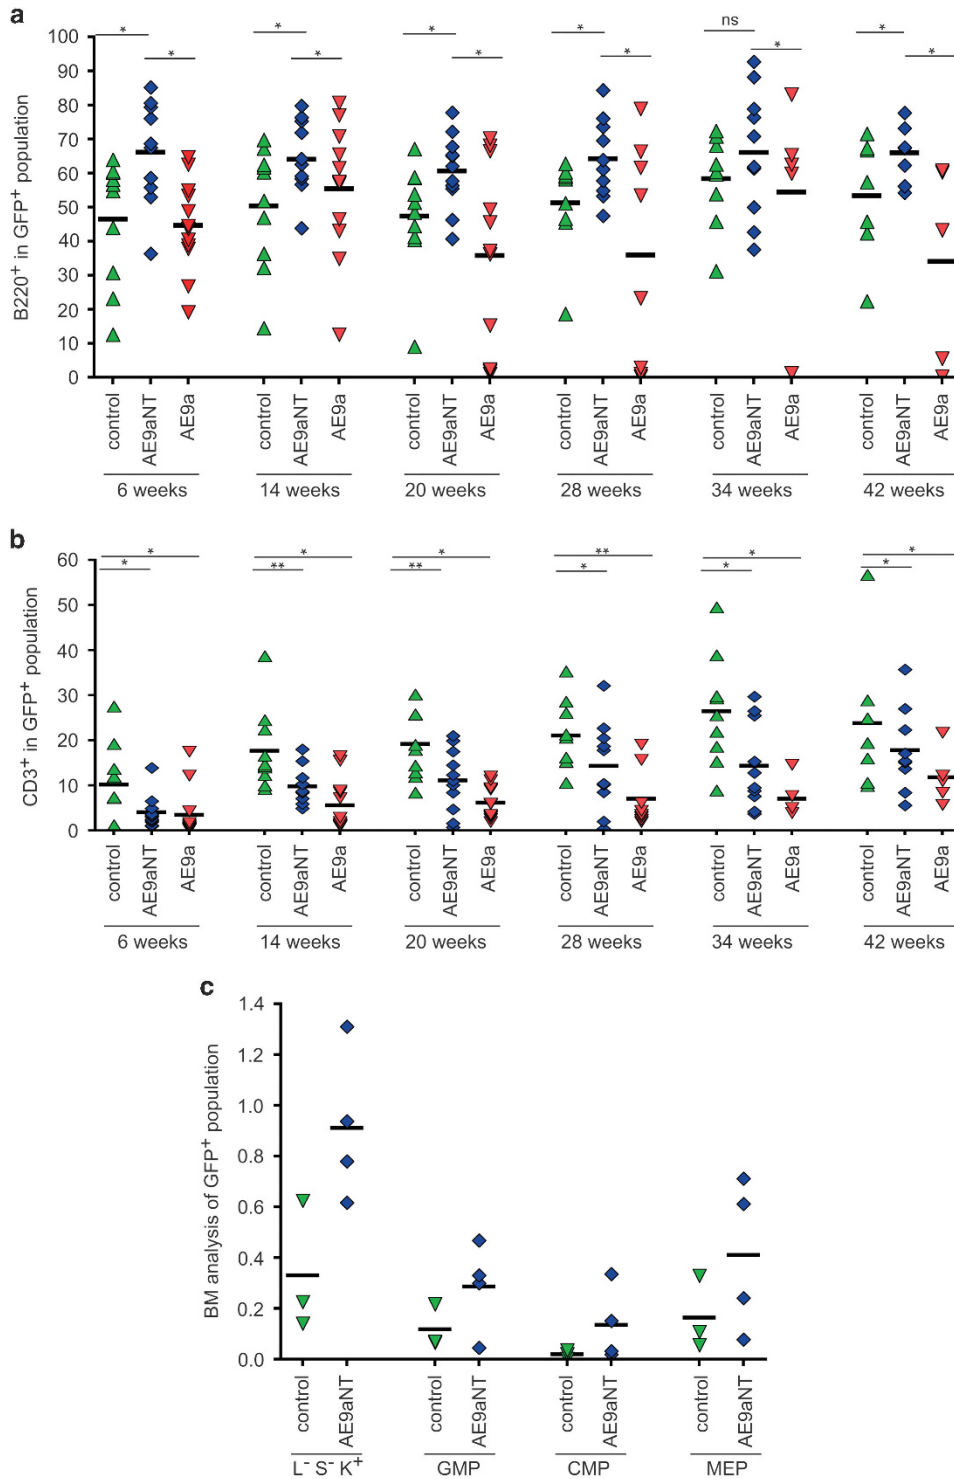 a
* * * * * * * * ns * * *
100
90
80
70
60
50
40
30
20
10
0
B220+ in GFP+ population
control AE9aNT AE9a control AE9aNT AE9a control AE9aNT AE9a control AE9aNT AE9a control AE9aNT AE9a control AE9aNT AE9a
6 weeks 14 weeks 20 weeks 28 weeks 34 weeks 42 weeks
b
* * * ** * *
* ** ** * * *
60
50
40
30
20
10
0
CD3+ in GFP+ population
control AE9aNT AE9a control AE9aNT AE9a control AE9aNT AE9a control AE9aNT AE9a control AE9aNT AE9a control AE9aNT AE9a
6 weeks 14 weeks 20 weeks 28 weeks 34 weeks 42 weeks
c
1.4
1.2
1.0
0.8
0.6
0.4
0.2
0.0
BM analysis of GFP+ population
control AE9aNT control AE9aNT control AE9aNT control AE9aNT
L- S- K+ GMP CMP MEP